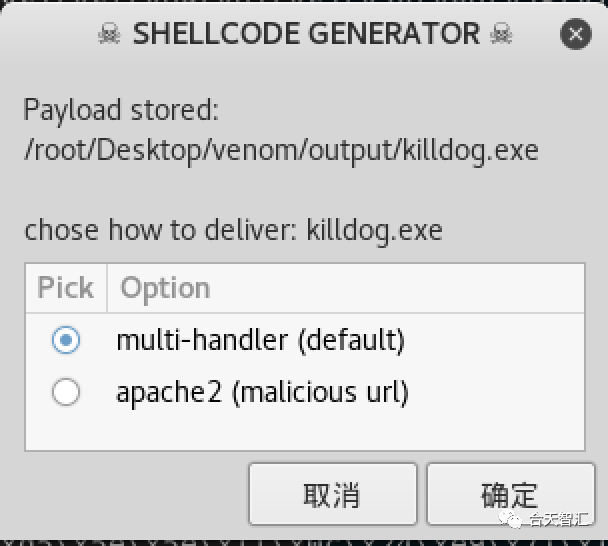 ☠ SHELLCODE GENERATOR ☠
Payload stored:
/root/Desktop/venom/output/killdog.exe
chose how to deliver: killdog.exe
Pick Option
multi-handler (default)
apache2 (malicious url)
取消 确定
合天智汇